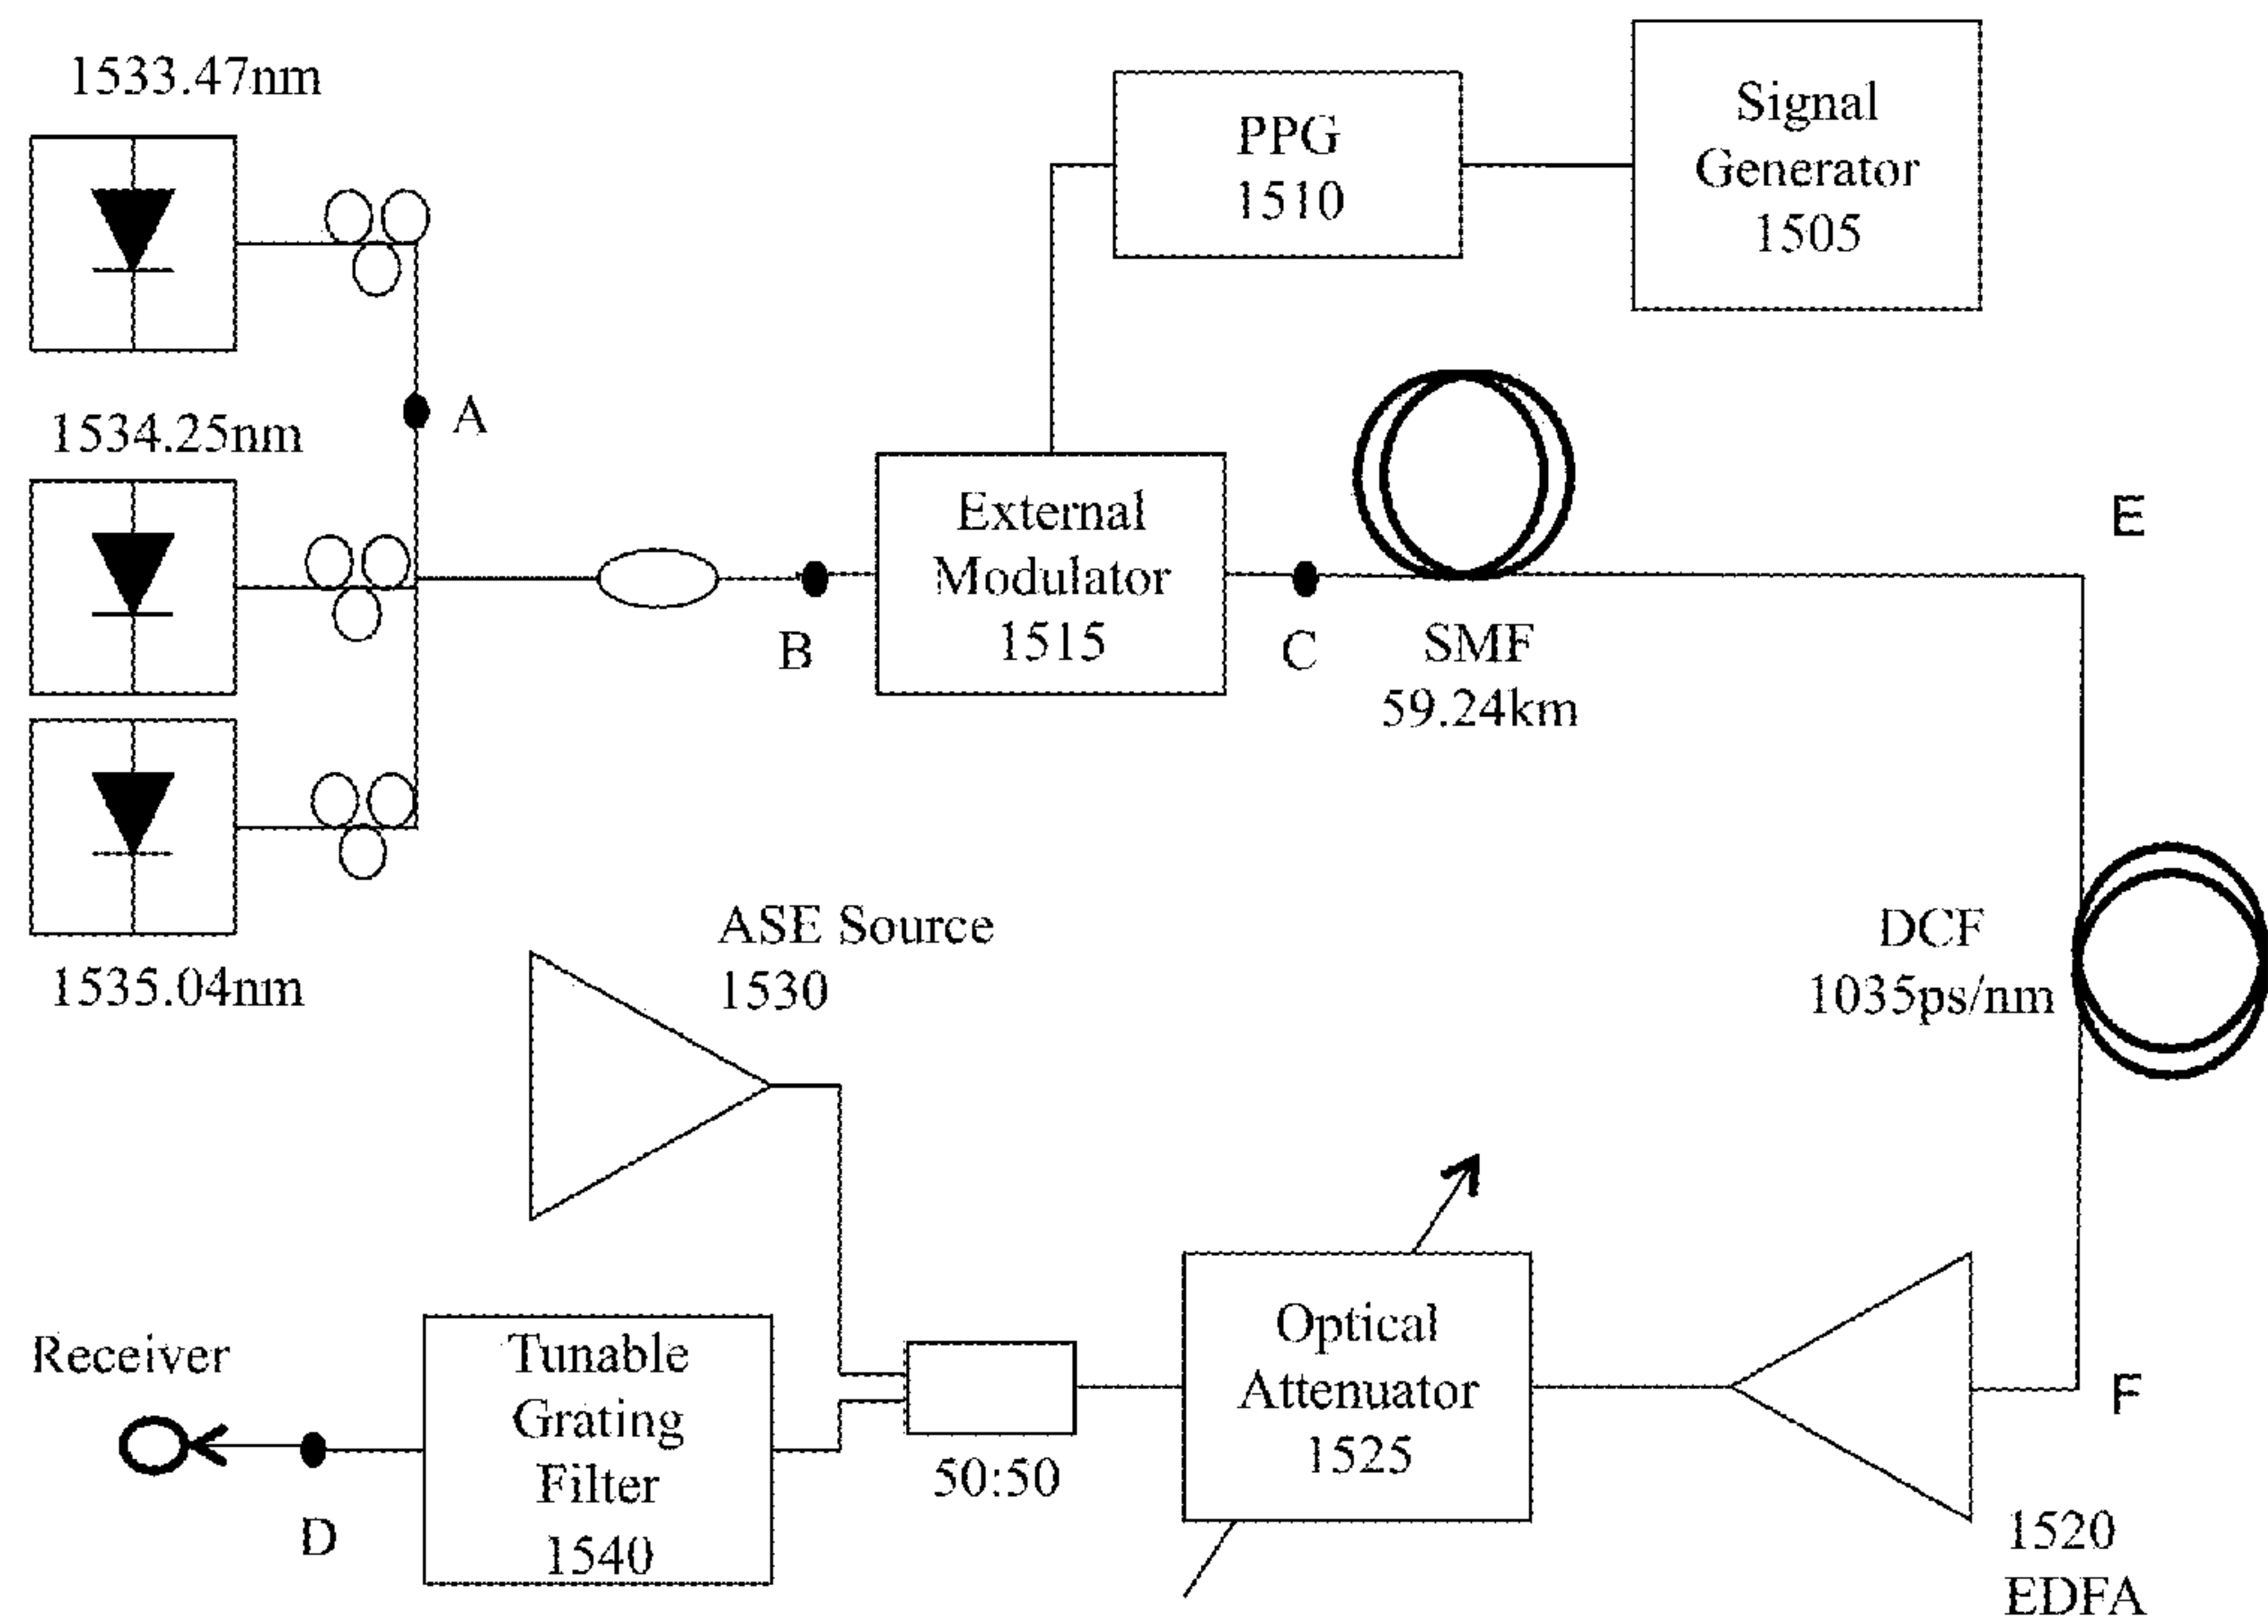 1533.47nm
PPG
1510
Signal
Generator
1505
A
1534.25nm
External
Modulator
1515
B
C
SMF
59.24km
E
1535.04nm
ASE Source
1530
DCF
1035ps/nm
Receiver
D
Tunable
Grating
Filter
1540
50:50
Optical
Attenuator
1525
F
1520
EDFA